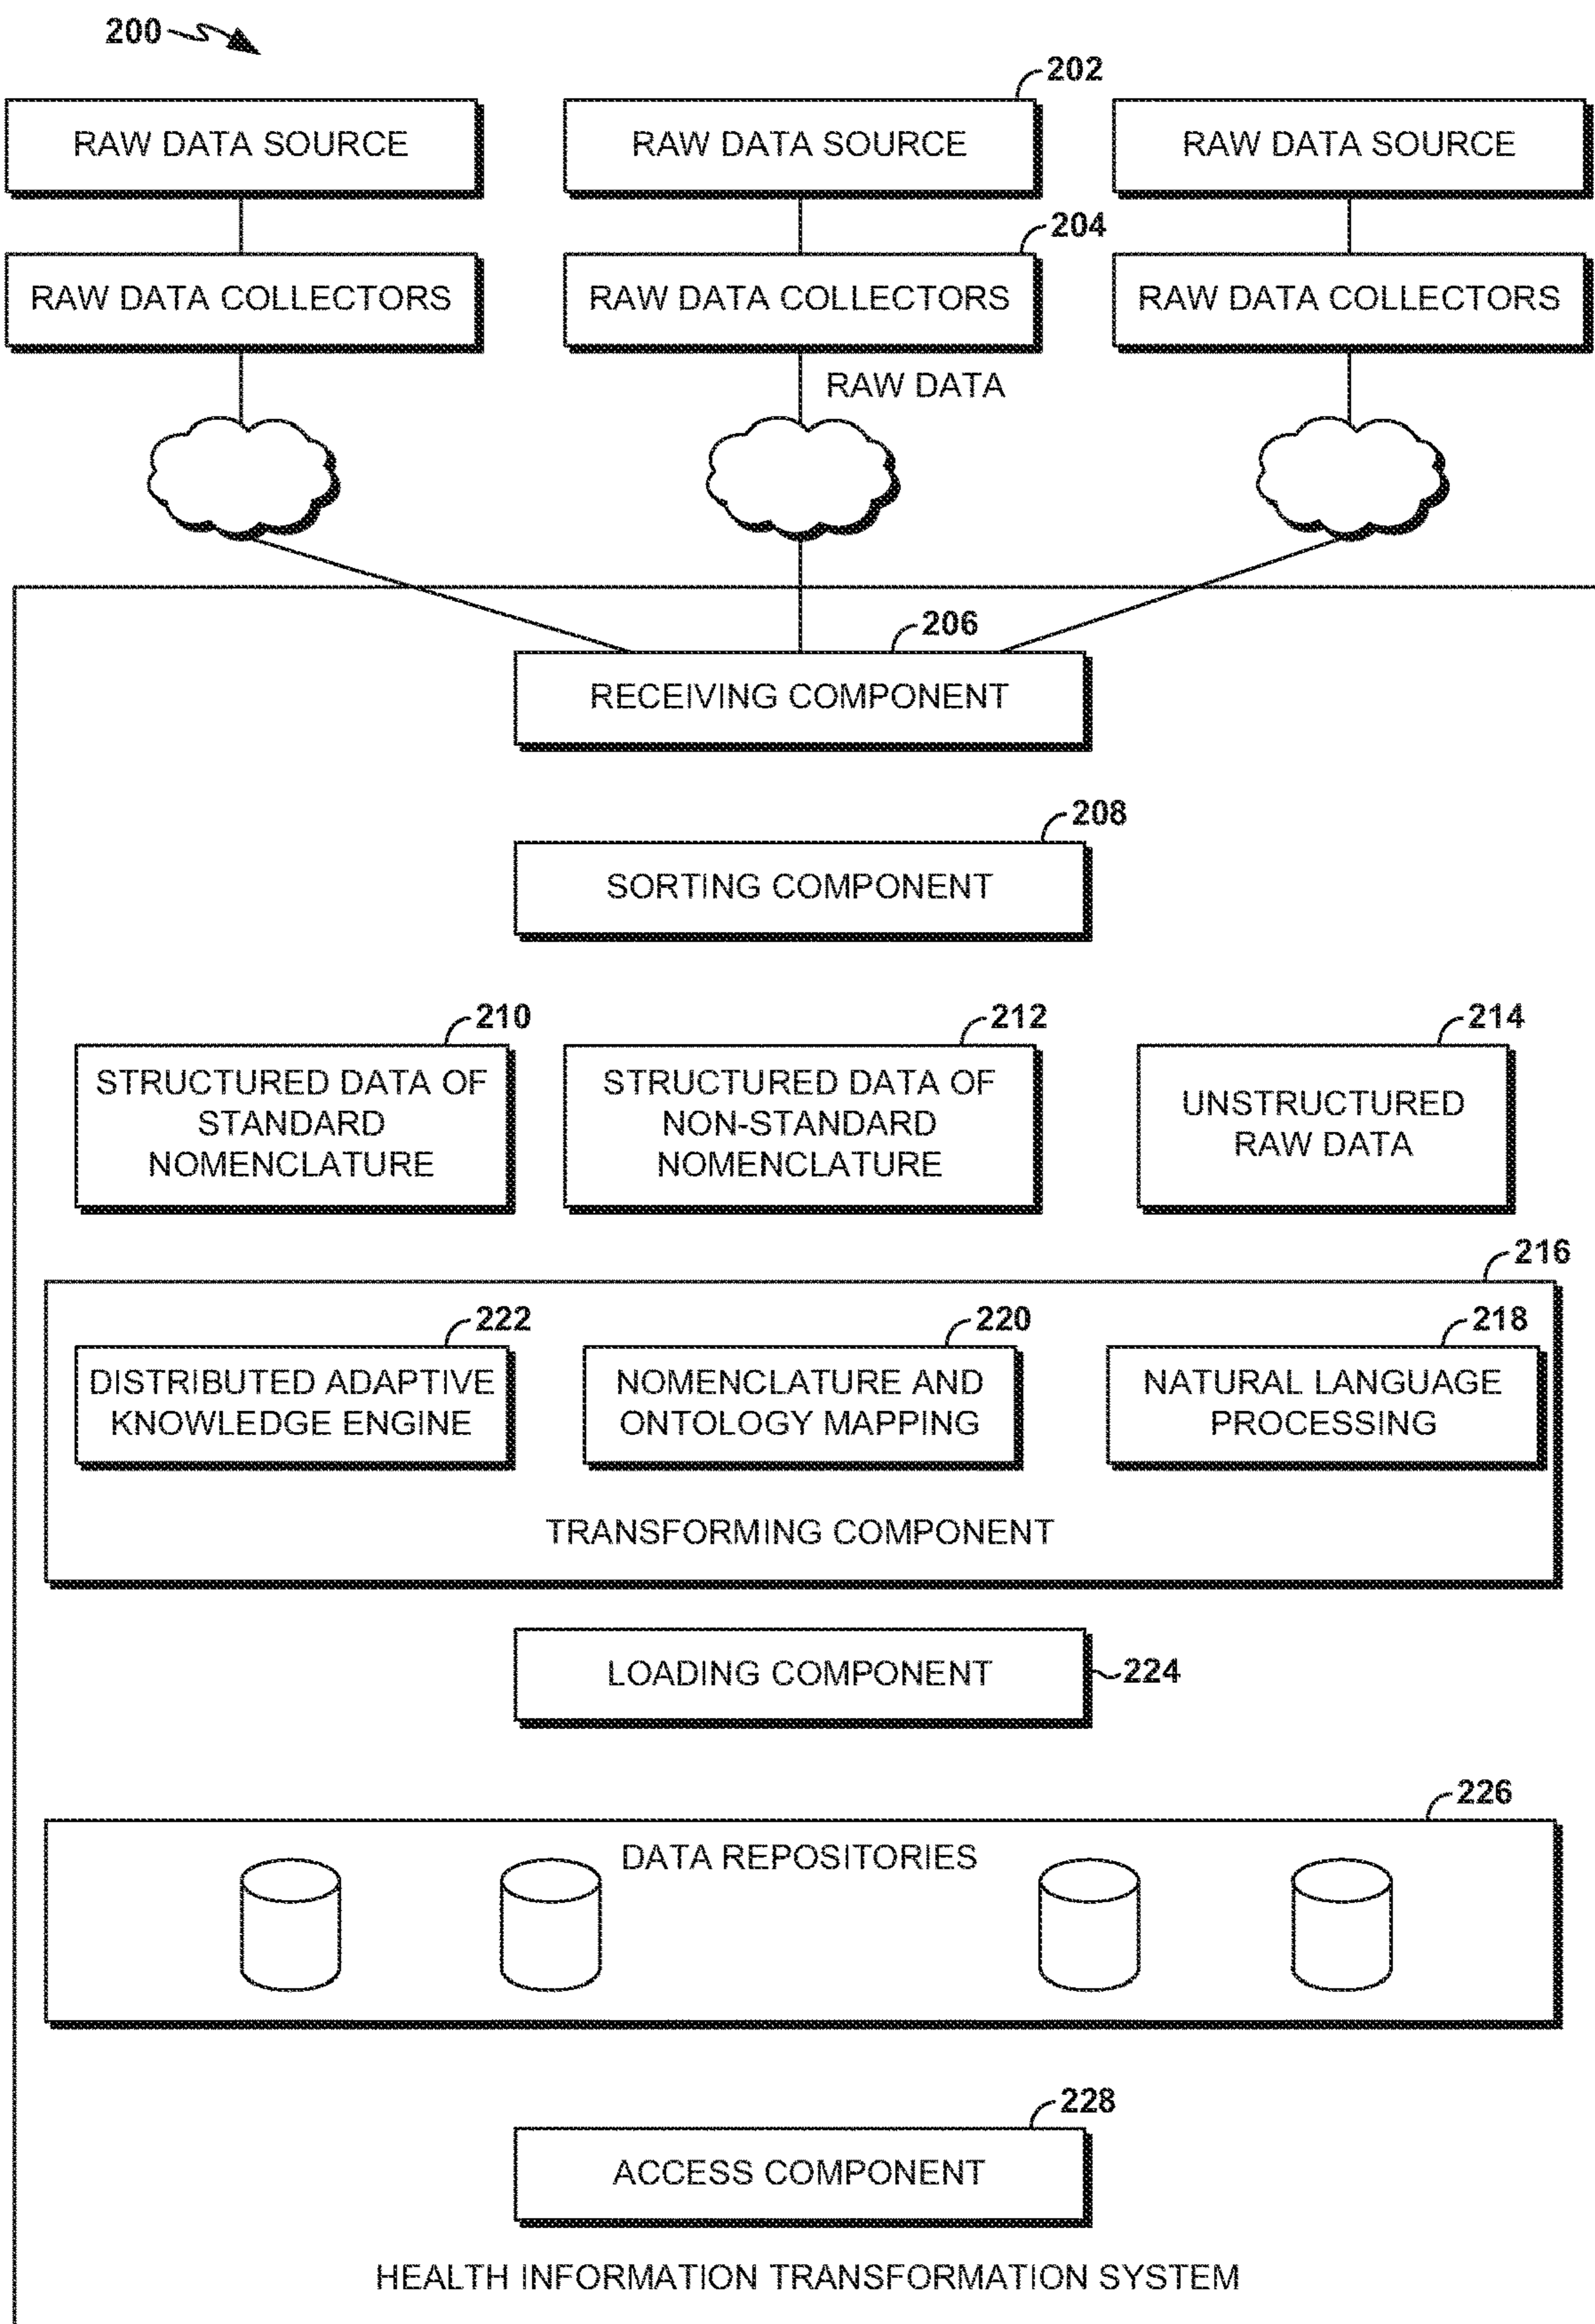 200
202
RAW DATA SOURCE
RAW DATA SOURCE
RAW DATA SOURCE
204
RAW DATA COLLECTORS
RAW DATA COLLECTORS
RAW DATA COLLECTORS
RAW DATA
206
RECEIVING COMPONENT
208
SORTING COMPONENT
210
STRUCTURED DATA OF
STANDARD
NOMENCLATURE
212
STRUCTURED DATA OF
NON-STANDARD
NOMENCLATURE
214
UNSTRUCTURED
RAW DATA
216
222
DISTRIBUTED ADAPTIVE
KNOWLEDGE ENGINE
220
NOMENCLATURE AND
ONTOLOGY MAPPING
218
NATURAL LANGUAGE
PROCESSING
TRANSFORMING COMPONENT
LOADING COMPONENT
224
226
DATA REPOSITORIES
228
ACCESS COMPONENT
HEALTH INFORMATION TRANSFORMATION SYSTEM